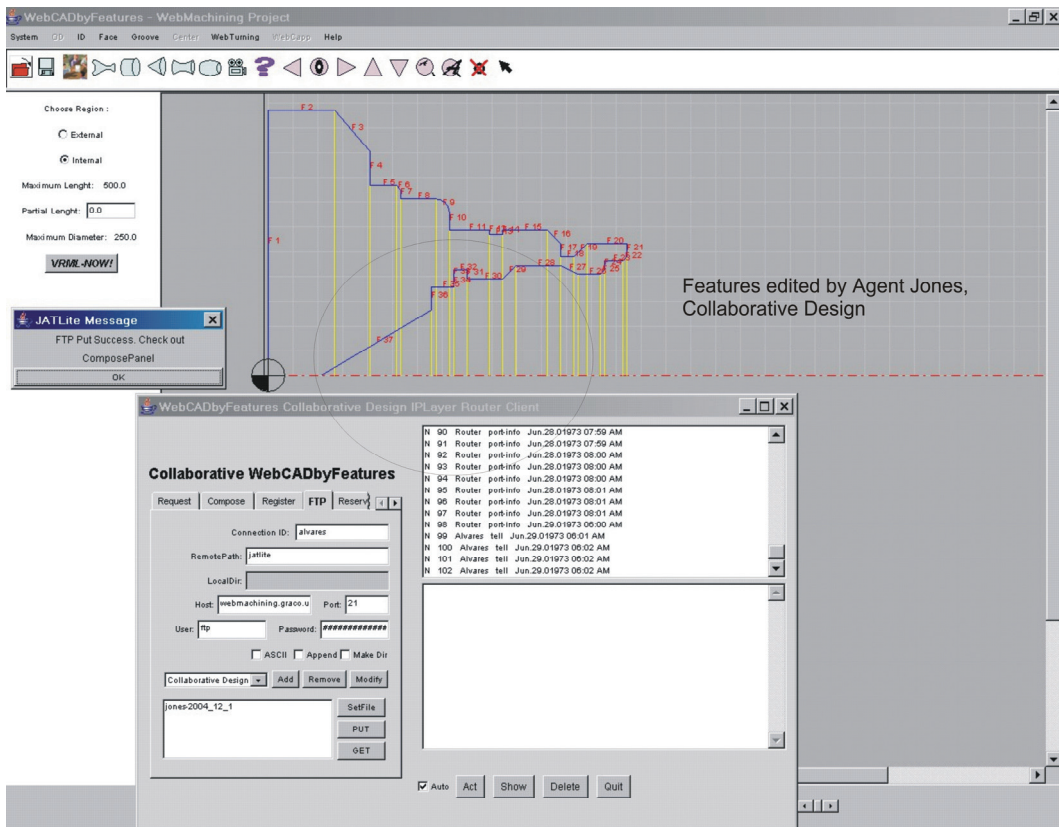 WebCADbyFeatures - WebMachining Project
System OD ID Face Groove Center WebTurning WebCapp Help
Choose Region :
External
Internal
Maximum Lenght: 500.0
Partial Lenght: 0.0
Maximum Diameter: 250.0
VRML-NOW!
F 2
F 3
F 4
F 5 F 6
F 7
F 8
F 9
F 10
F 11
F 15
F 16
F 17 F 19
F 18
F 20
F 21
F 22
F 1
F 25
F 26
F 27
F 28
F 29
F 30
F 31
F 32
F 36
F 37
Features edited by Agent Jones,
Collaborative Design
JATLite Message
FTP Put Success. Check out
ComposePanel
OK
WebCADbyFeatures Collaborative Design IPLayer Router Client
Collaborative WebCADbyFeatures
Request Compose Register FTP Reserv
Connection ID: alvares
RemotePath: jatlite
LocalDir:
Host: webmachining.graco.u Port: 21
User: ftp Password: #############
ASCII Append Make Dir
Collaborative Design Add Remove Modify
jones-2004_12_1
SetFile
PUT
GET
N 90 Router port-info Jun.28.01973 07:59 AM
N 91 Router port-info Jun.28.01973 07:59 AM
N 92 Router port-info Jun.28.01973 08:00 AM
N 93 Router port-info Jun.28.01973 08:00 AM
N 94 Router port-info Jun.28.01973 08:00 AM
N 95 Router port-info Jun.28.01973 08:01 AM
N 96 Router port-info Jun.28.01973 08:01 AM
N 97 Router port-info Jun.28.01973 08:01 AM
N 98 Router port-info Jun.29.01973 06:00 AM
N 99 Alvares tell Jun.29.01973 06:01 AM
N 100 Alvares tell Jun.29.01973 06:02 AM
N 101 Alvares tell Jun.29.01973 06:02 AM
N 102 Alvares tell Jun.29.01973 06:02 AM
Auto Act Show Delete Quit